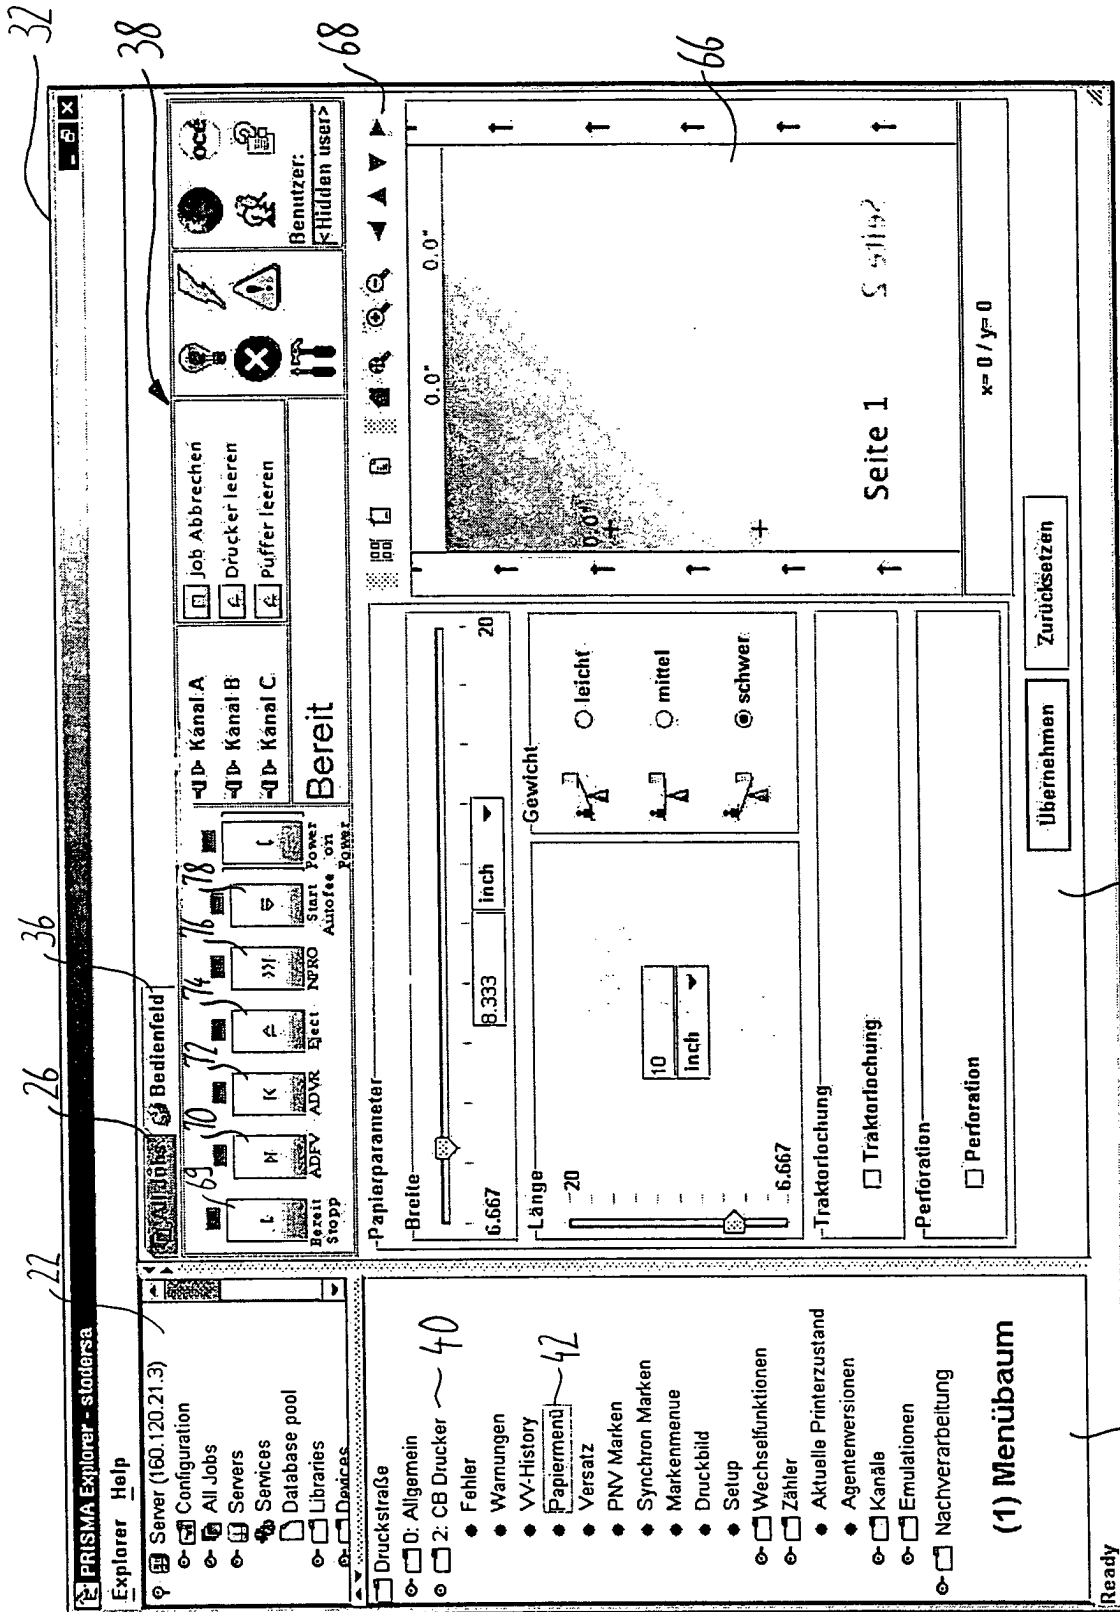 32
PRISMA Explorer - stodersa
Explorer Help
22
26
36
38
Server (160.120.21.3)
Configuration
All Jobs
Servers
Services
Database pool
Libraries
Devices
All Jobs
Bedienfeld
69
70
72
74
76
78
Bereit
Stopp
ADFV
ADVR
Eject
NPRO
Start
Autofee
Power
on
Power
Kanal A
Kanal B
Kanal C
Bereit
Job Abbrechen
Drucker leeren
Puffer leeren
océ
Benutzer:
<Hidden user>
68
Druckstraße
0: Allgemein
2: CB Drucker
40
Fehler
Warnungen
VV-History
Papiermenü
42
Versatz
PNV Marken
Synchron Marken
Markenmenue
Druckbild
Setup
Wechselfunktionen
Zähler
Aktuelle Printerzustand
Agentenversionen
Kanäle
Emulationen
Nachverarbeitung
(1) Menübaum
Papierparameter
Breite
6.667
20
8.333
inch
Länge
20
6.667
10
inch
Gewicht
leicht
mittel
schwer
Traktorlochung
Traktorlochung
Perforation
Perforation
0.0"
0.0"
0.0"
66
Seite 1
x= 0 / y= 0
Übernehmen
Zurücksetzen
Ready